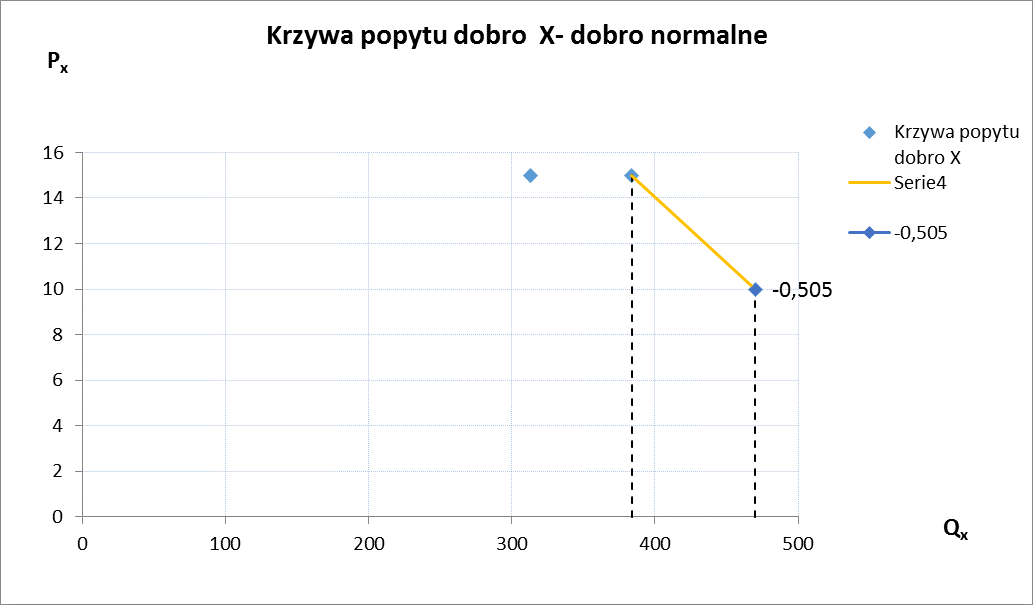 Krzywa popytu dobro  X- dobro normalne
Px
16
14
12
10
8
6
4
2
0
0 100 200 300 400 500
Qx
-0,505
Krzywa popytu
dobro X
Serie4
-0,505